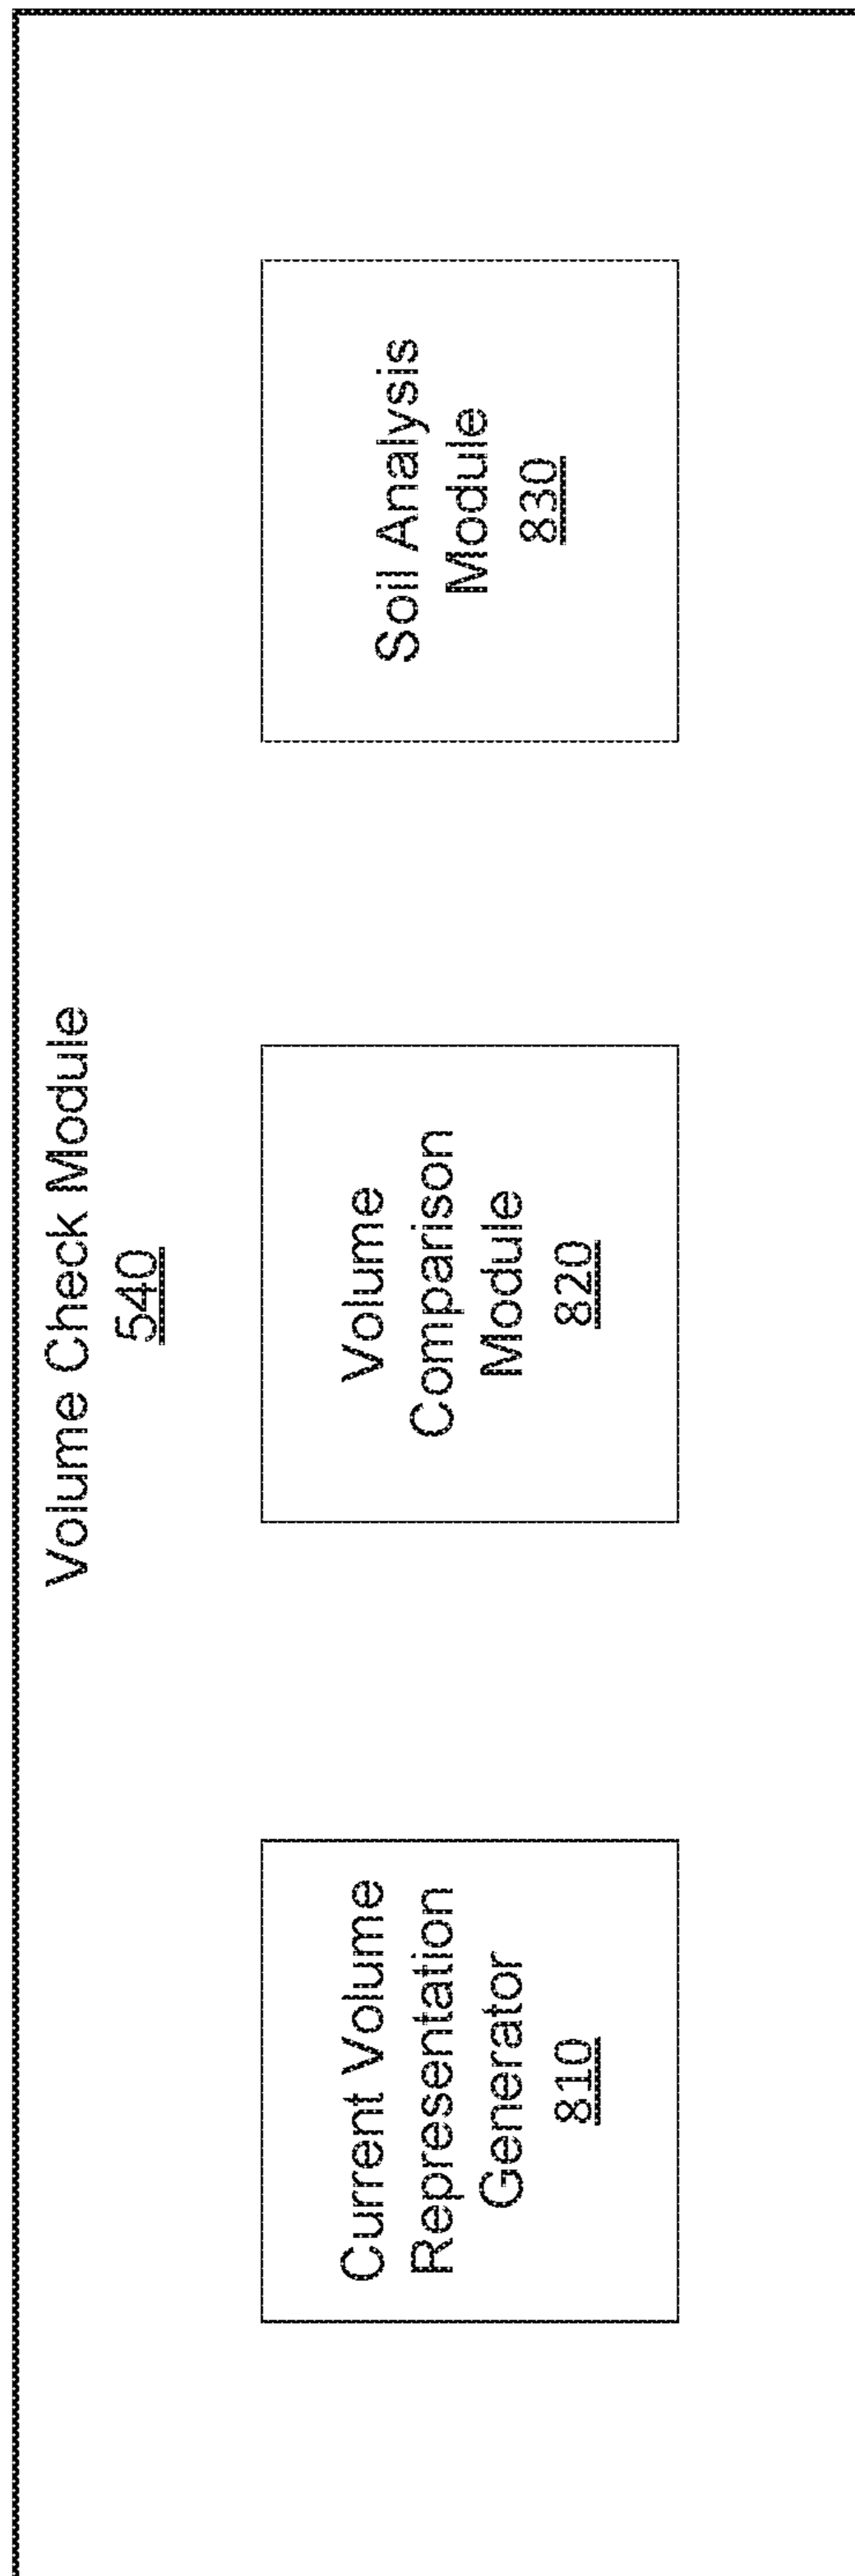 Volume Check Module
540
Current Volume
Representation
Generator
810
Volume
Comparison
Module
820
Soil Analysis
Module
830